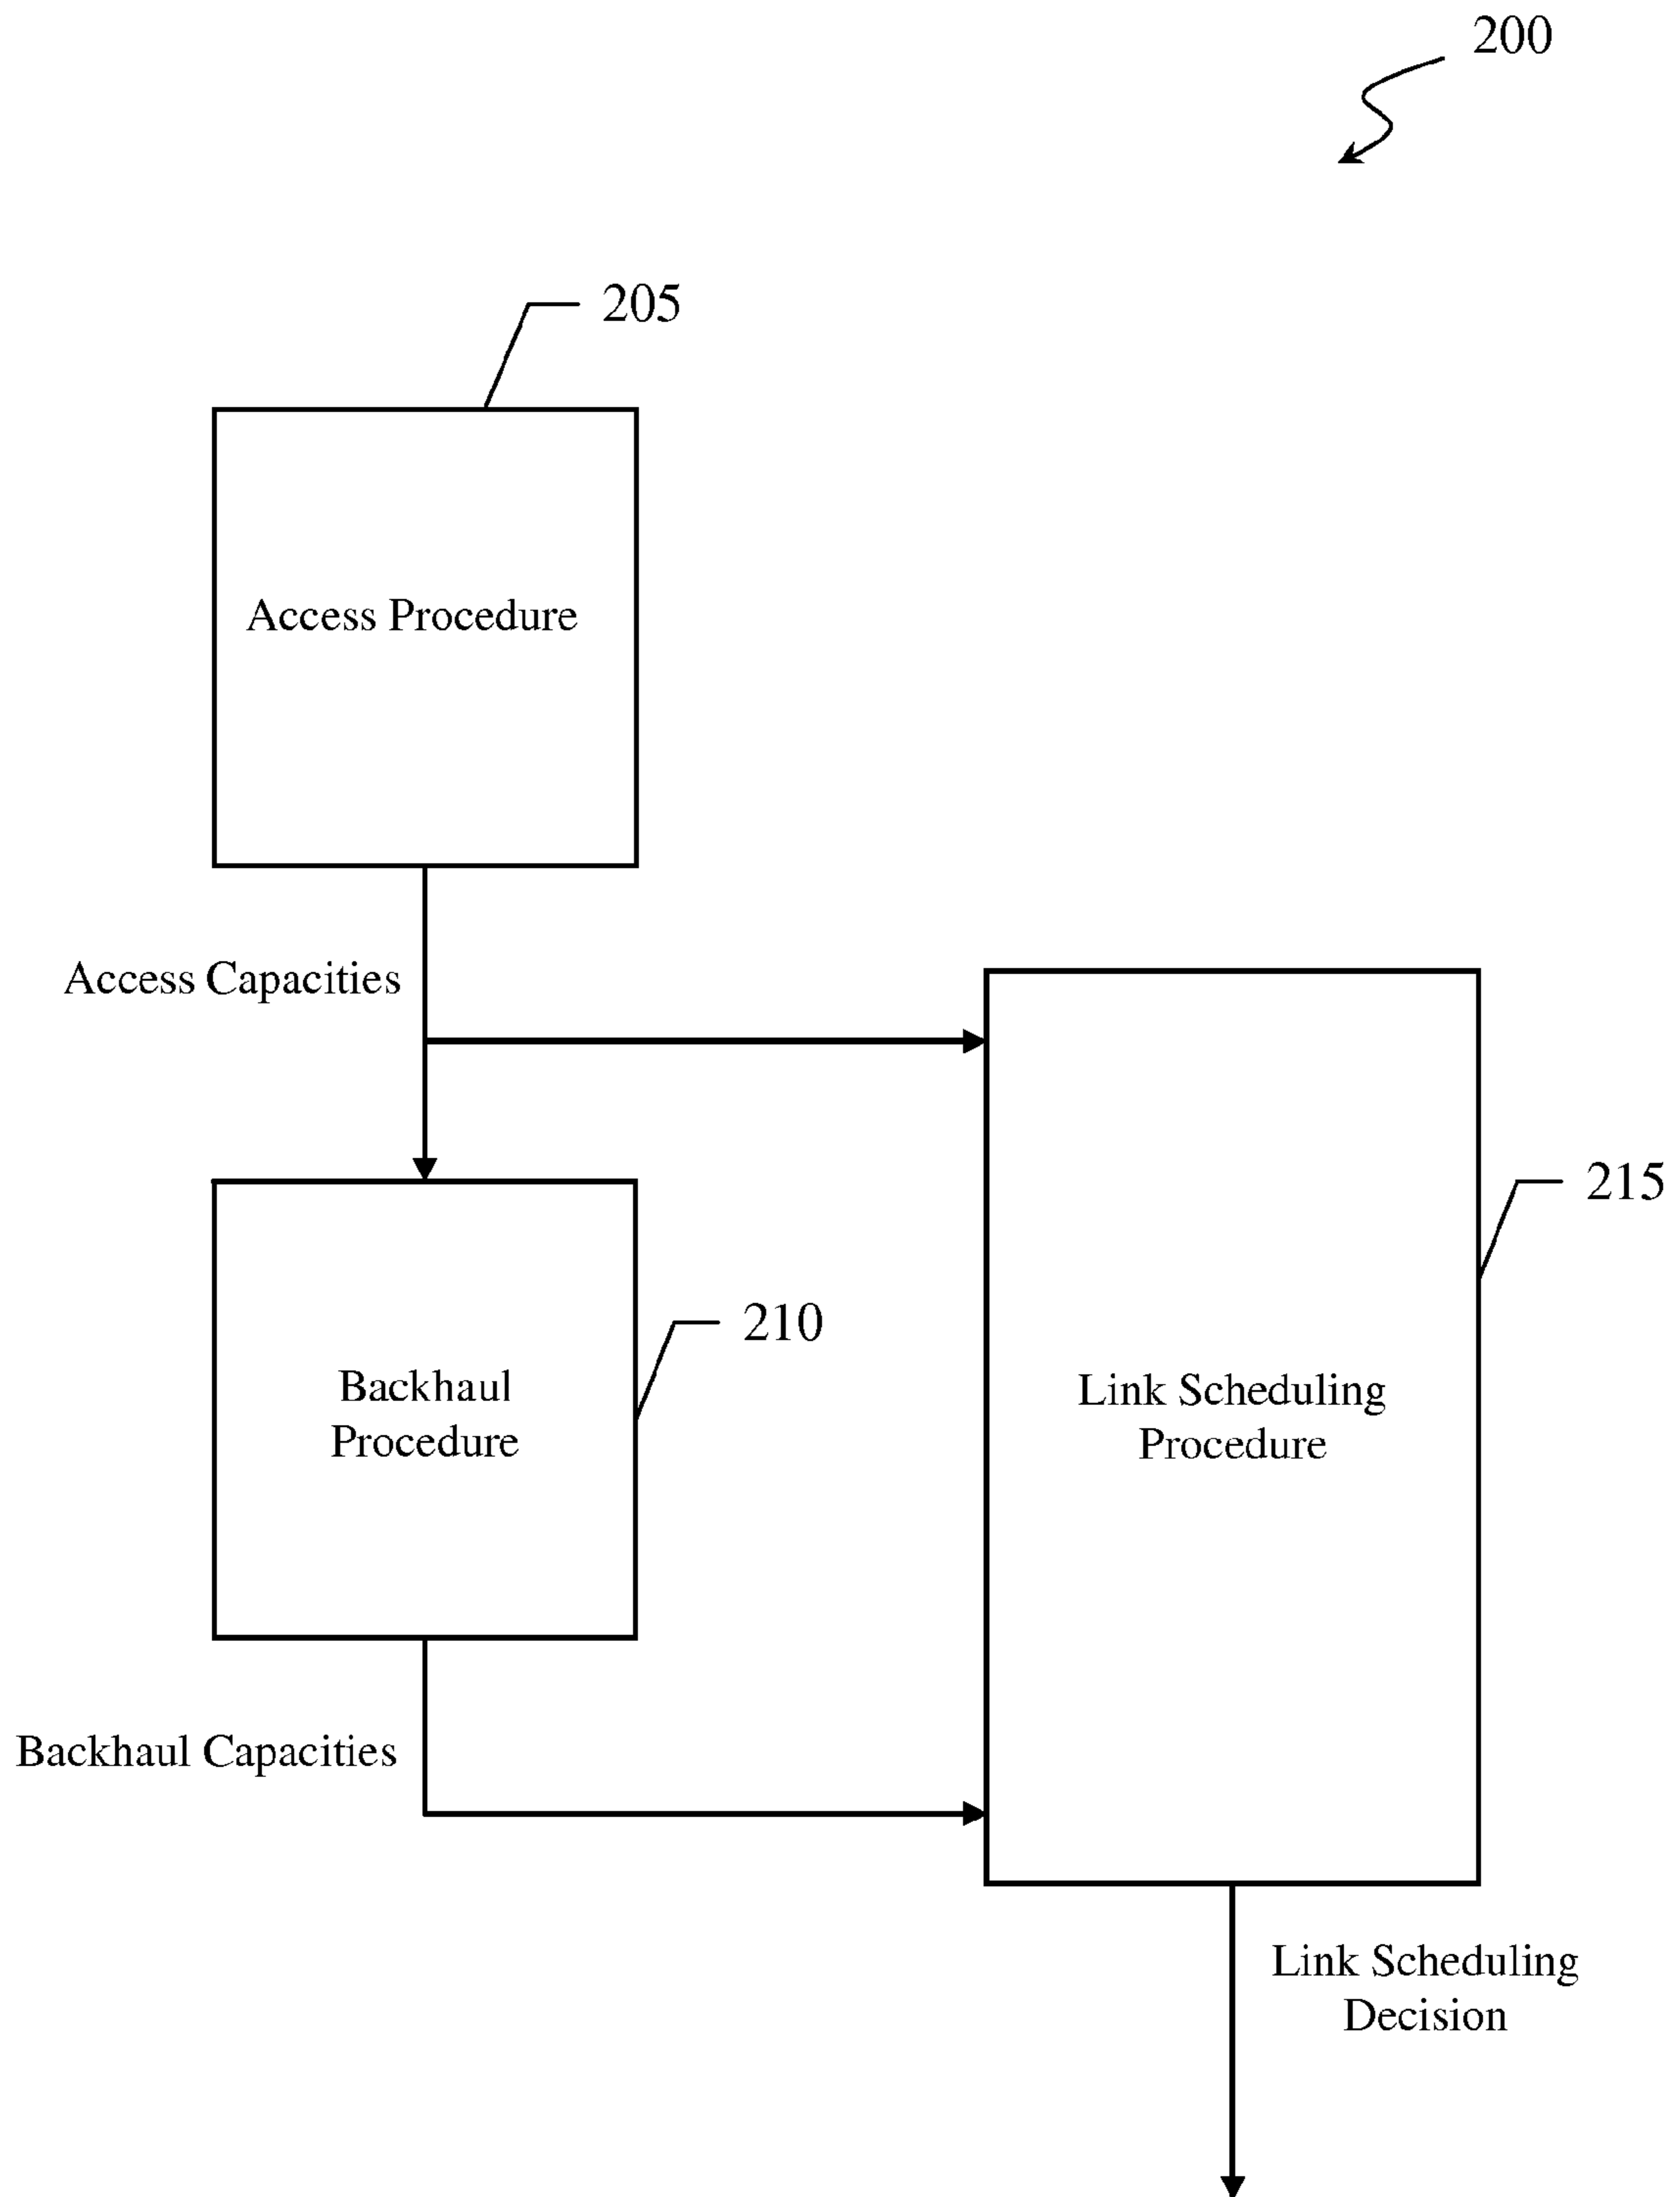 200
205
Access Procedure
Access Capacities
215
210
Backhaul
Procedure
Link Scheduling
Procedure
Backhaul Capacities
Link Scheduling
Decision